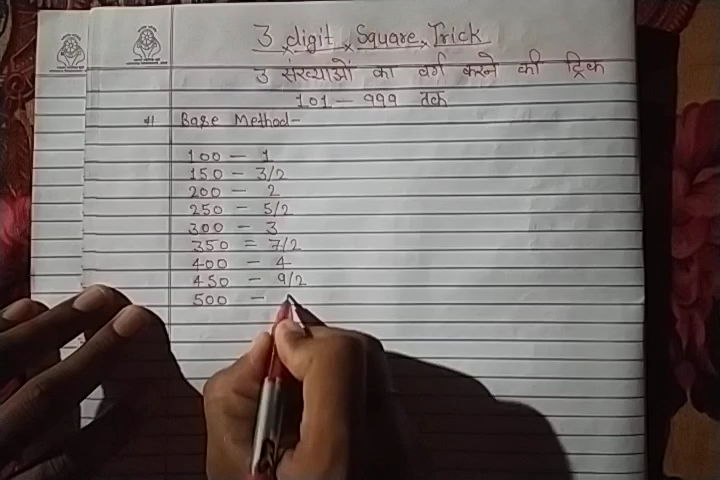 3 digit Square Trick
3 संख्याओं का वर्ग करने की ट्रिक
101 - 999 तक
# Base Method-
100 - 1
150 - 3/2
200 - 2
250 - 5/2
300 - 3
350 = 7/2
400 - 4
450 - 9/2
500 -